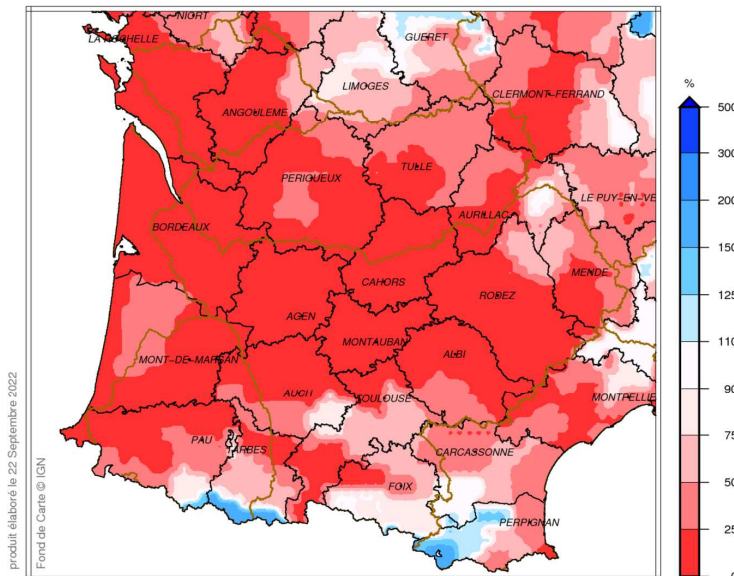 NIORT
LA ROCHELLE
GUERET
LIMOGES
CLERMONT-FERRAND
ANGOULEME
PERIGUEUX
TULLE
LE PUY-EN-VE
AURILLAC
BORDEAUX
MENDE
CAHORS
RODEZ
AGEN
MONTAUBAN
ALBI
MONT-DE-MARSAN
AUCH
TOULOUSE
MONTPELLIE
PAU
TARBES
CARCASSONNE
FOIX
PERPIGNAN
%
500
300
200
150
125
110
90
75
50
25
0
produit élaboré le 22 Septembre 2022
Fond de Carte © IGN